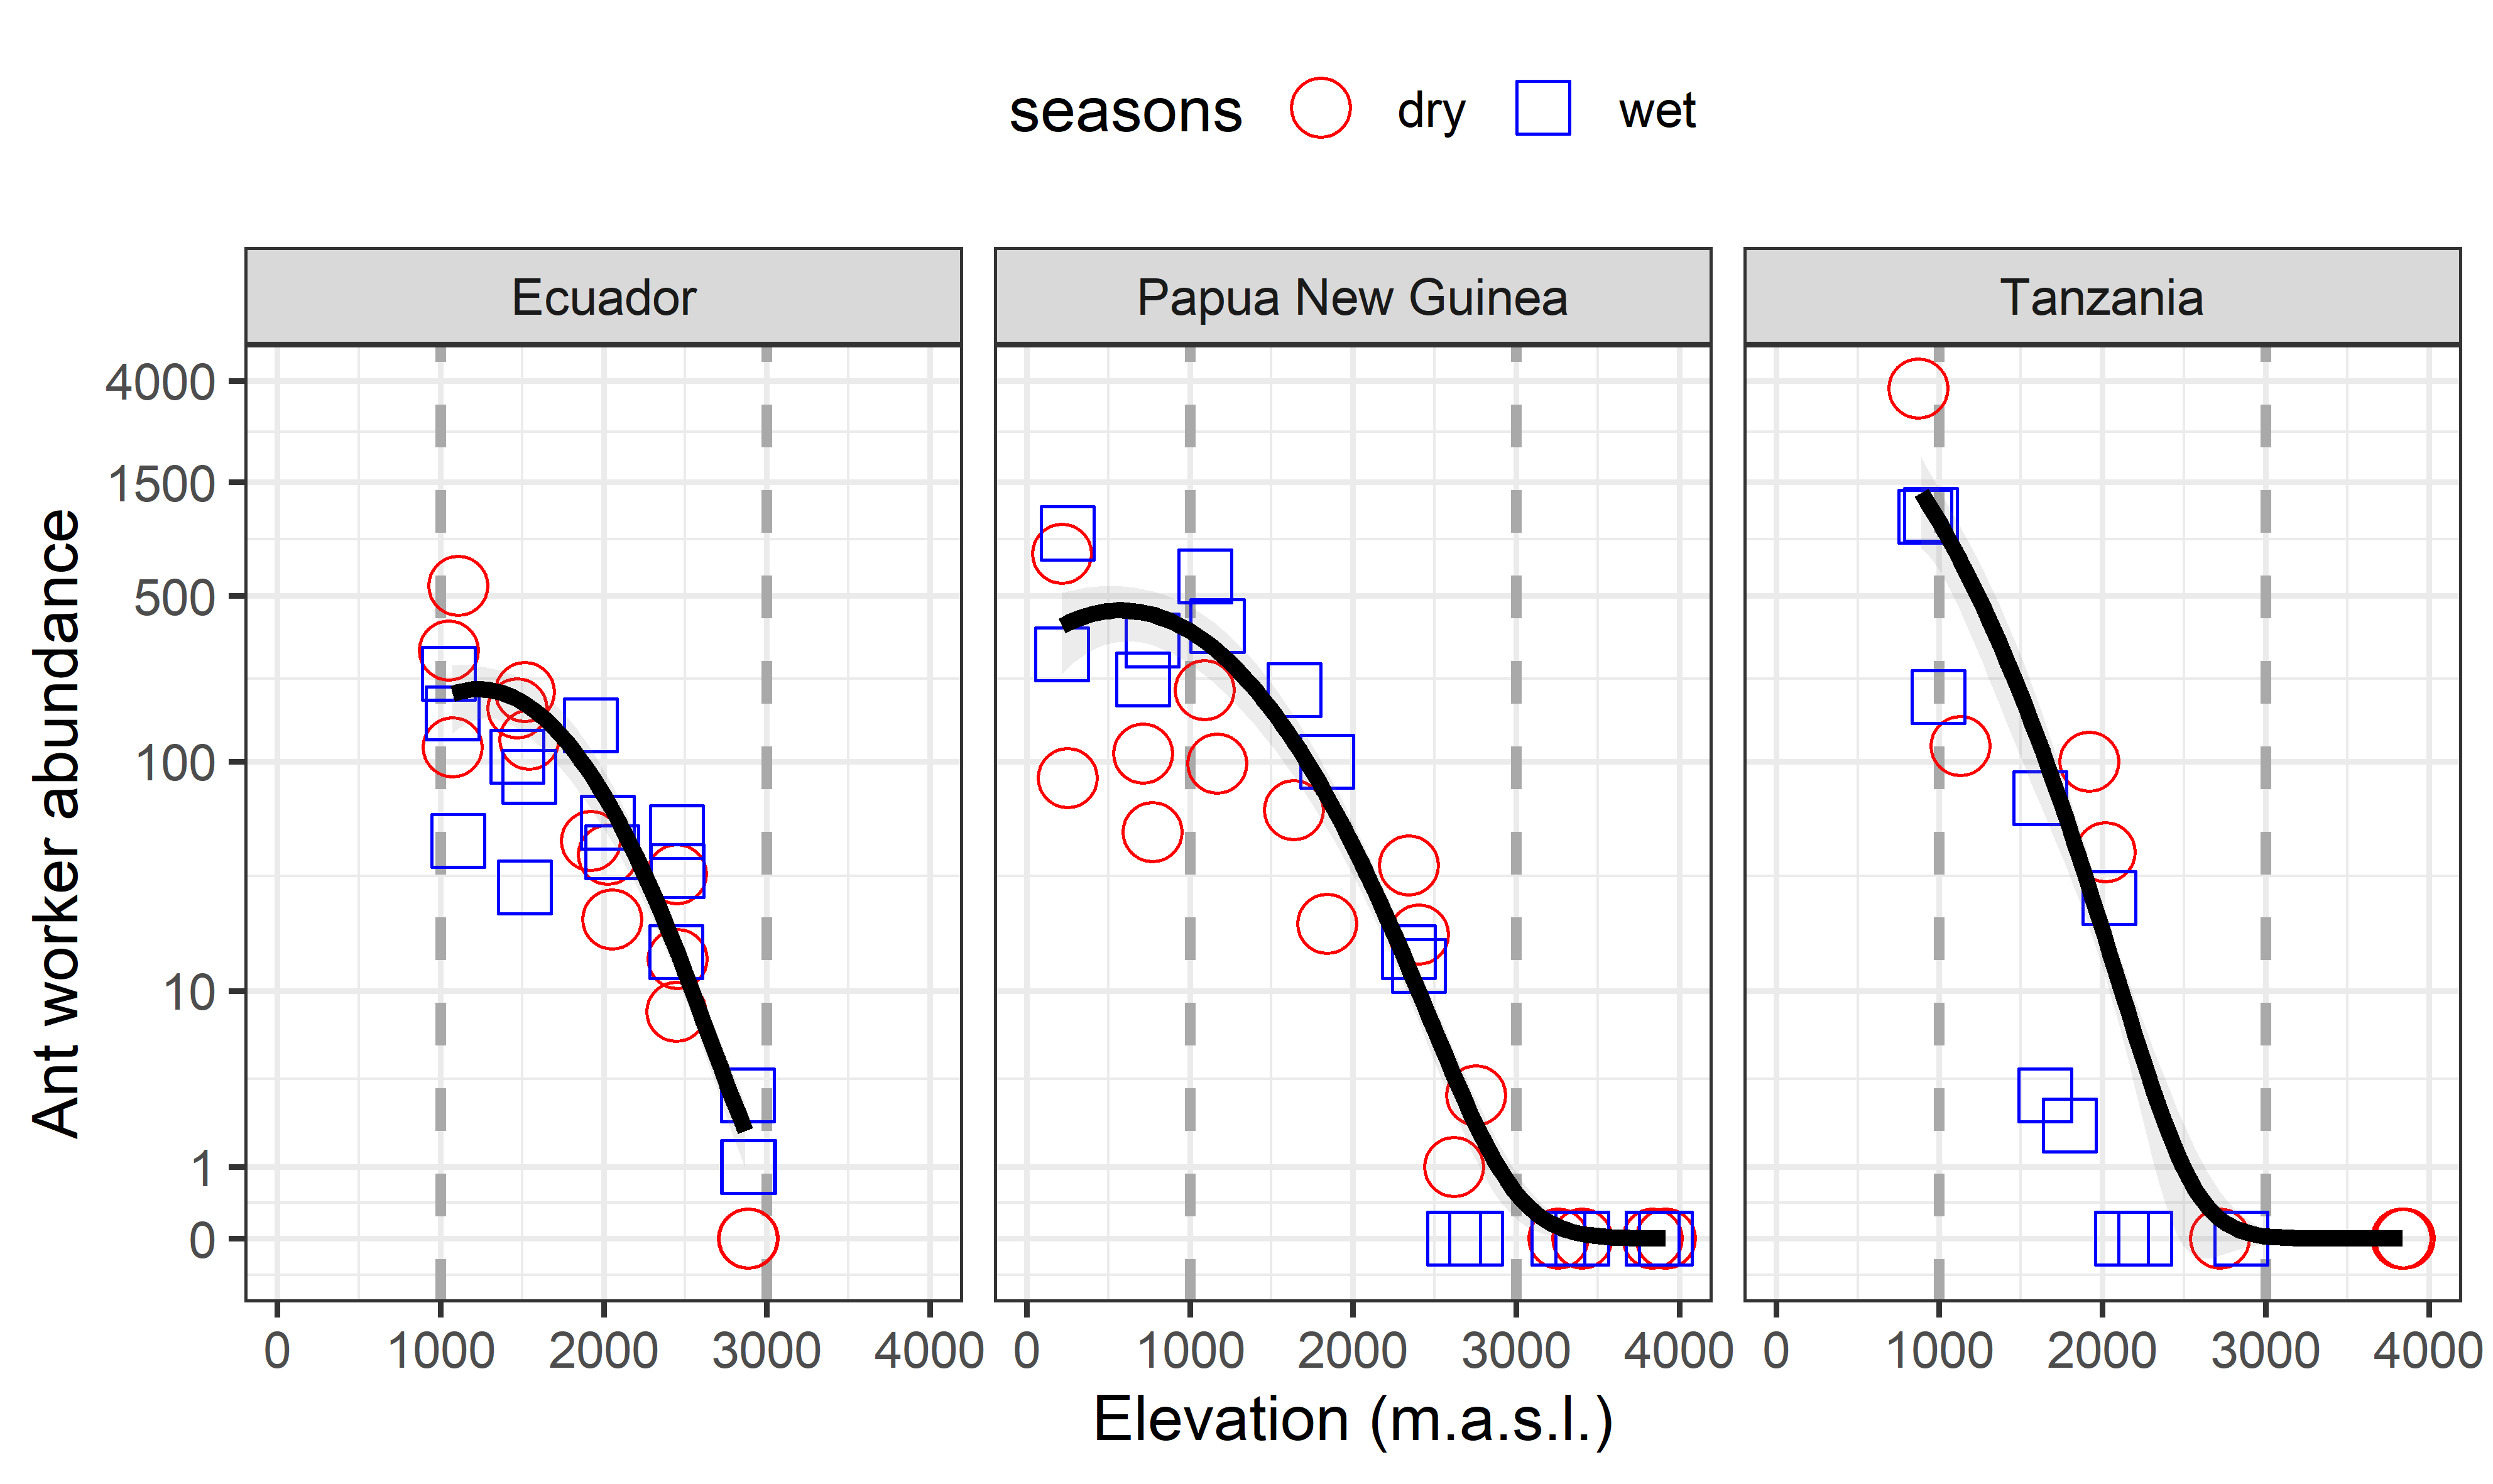 seasons dry wet
Ecuador Papua New Guinea Tanzania
Ant worker abundance
4000
1500
500
100
10
1
0
0 1000 2000 3000 4000 0 1000 2000 3000 4000 0 1000 2000 3000 4000
Elevation (m.a.s.l.)